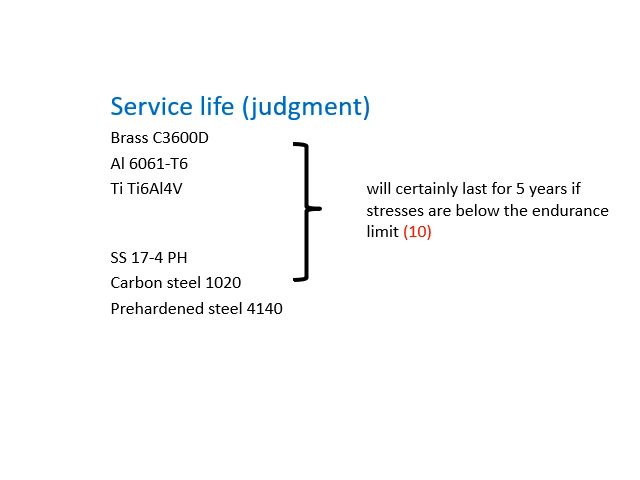 Service life (judgment)
Brass C3600D
Al 6061-T6
Ti Ti6Al4V
SS 17-4 PH
Carbon steel 1020
Prehardened steel 4140
will certainly last for 5 years if
stresses are below the endurance
limit (10)